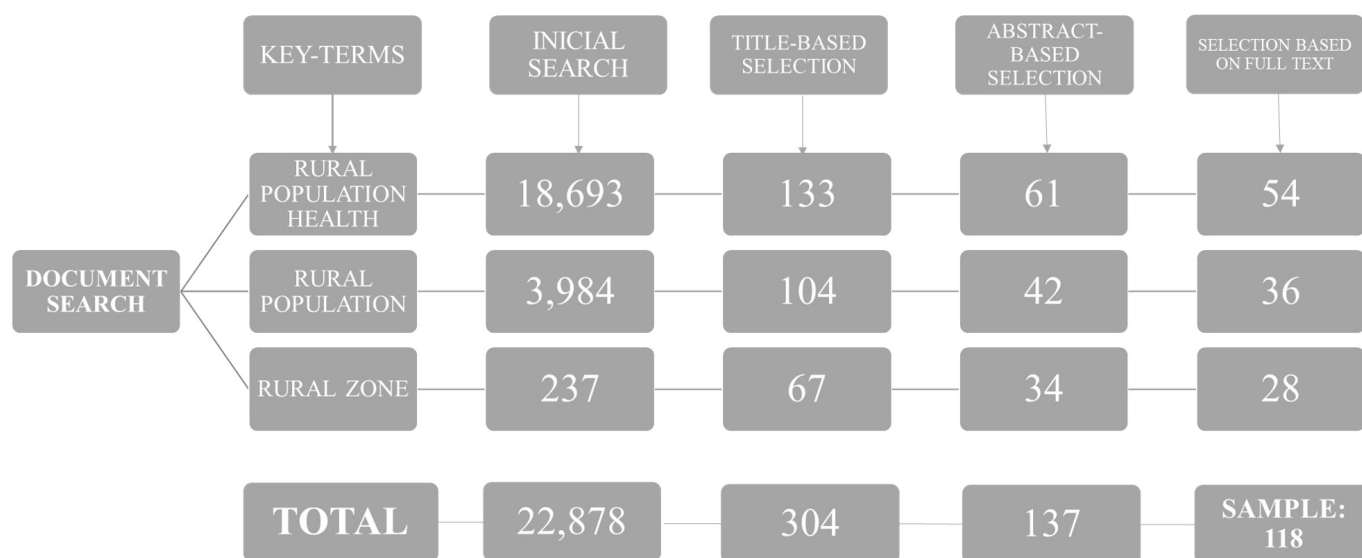 KEY-TERMS
INICIAL
SEARCH
TITLE-BASED
SELECTION
ABSTRACT-
BASED
SELECTION
SELECTION BASED
ON FULL TEXT
DOCUMENT
SEARCH
RURAL
POPULATION
HEALTH
18,693
133
61
54
RURAL
POPULATION
3,984
104
42
36
RURAL ZONE
237
67
34
28
TOTAL
22,878
304
137
SAMPLE:
118